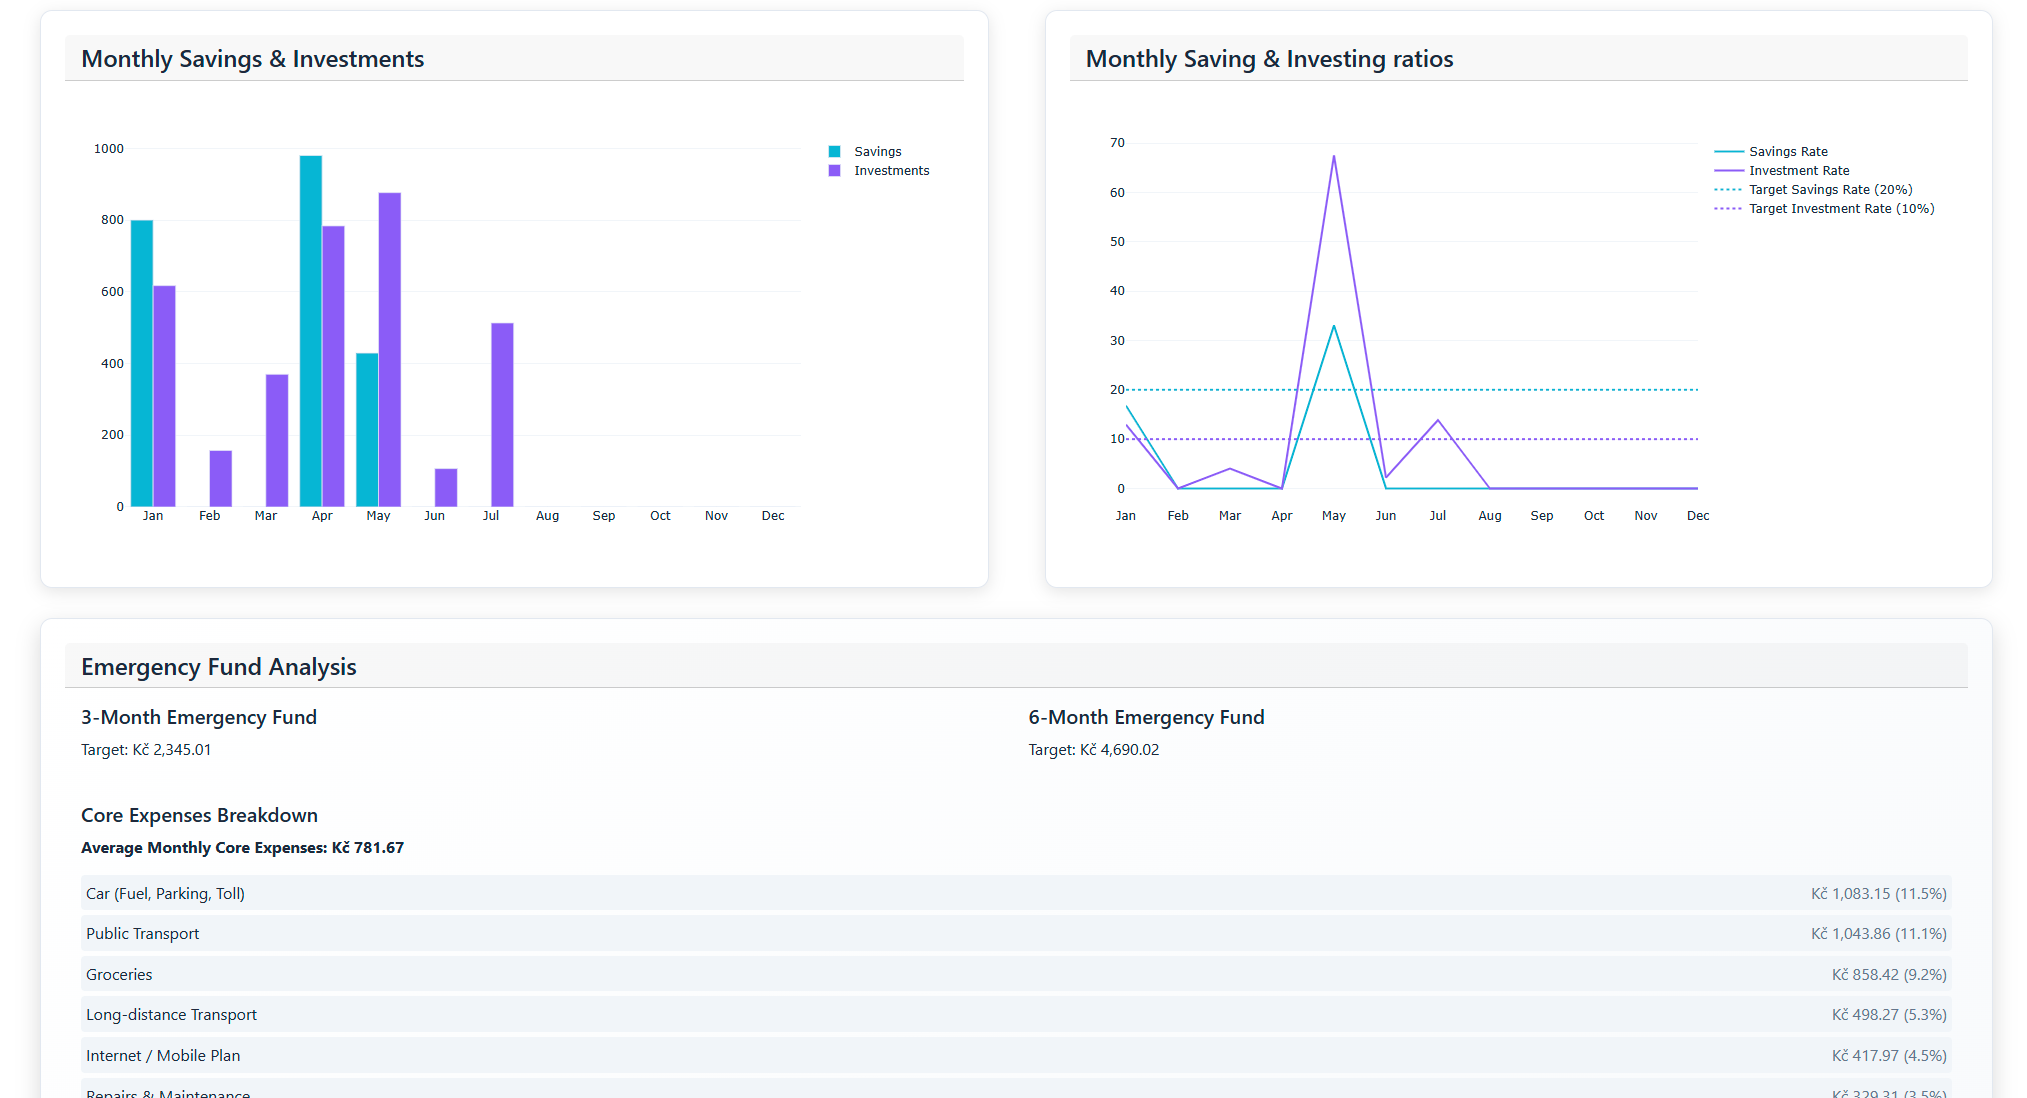 Monthly Savings & Investments
1000
800
600
400
200
0
Jan Feb Mar Apr May Jun Jul Aug Sep Oct Nov Dec
Savings
Investments
Monthly Saving & Investing ratios
70
60
50
40
30
20
10
0
Jan Feb Mar Apr May Jun Jul Aug Sep Oct Nov Dec
Savings Rate
Investment Rate
Target Savings Rate (20%)
Target Investment Rate (10%)
Emergency Fund Analysis
3-Month Emergency Fund
Target: Kč 2,345.01
6-Month Emergency Fund
Target: Kč 4,690.02
Core Expenses Breakdown
Average Monthly Core Expenses: Kč 781.67
Car (Fuel, Parking, Toll) Kč 1,083.15 (11.5%)
Public Transport Kč 1,043.86 (11.1%)
Groceries Kč 858.42 (9.2%)
Long-distance Transport Kč 498.27 (5.3%)
Internet / Mobile Plan Kč 417.97 (4.5%)
Repairs & Maintenance Kč 329.31 (3.5%)